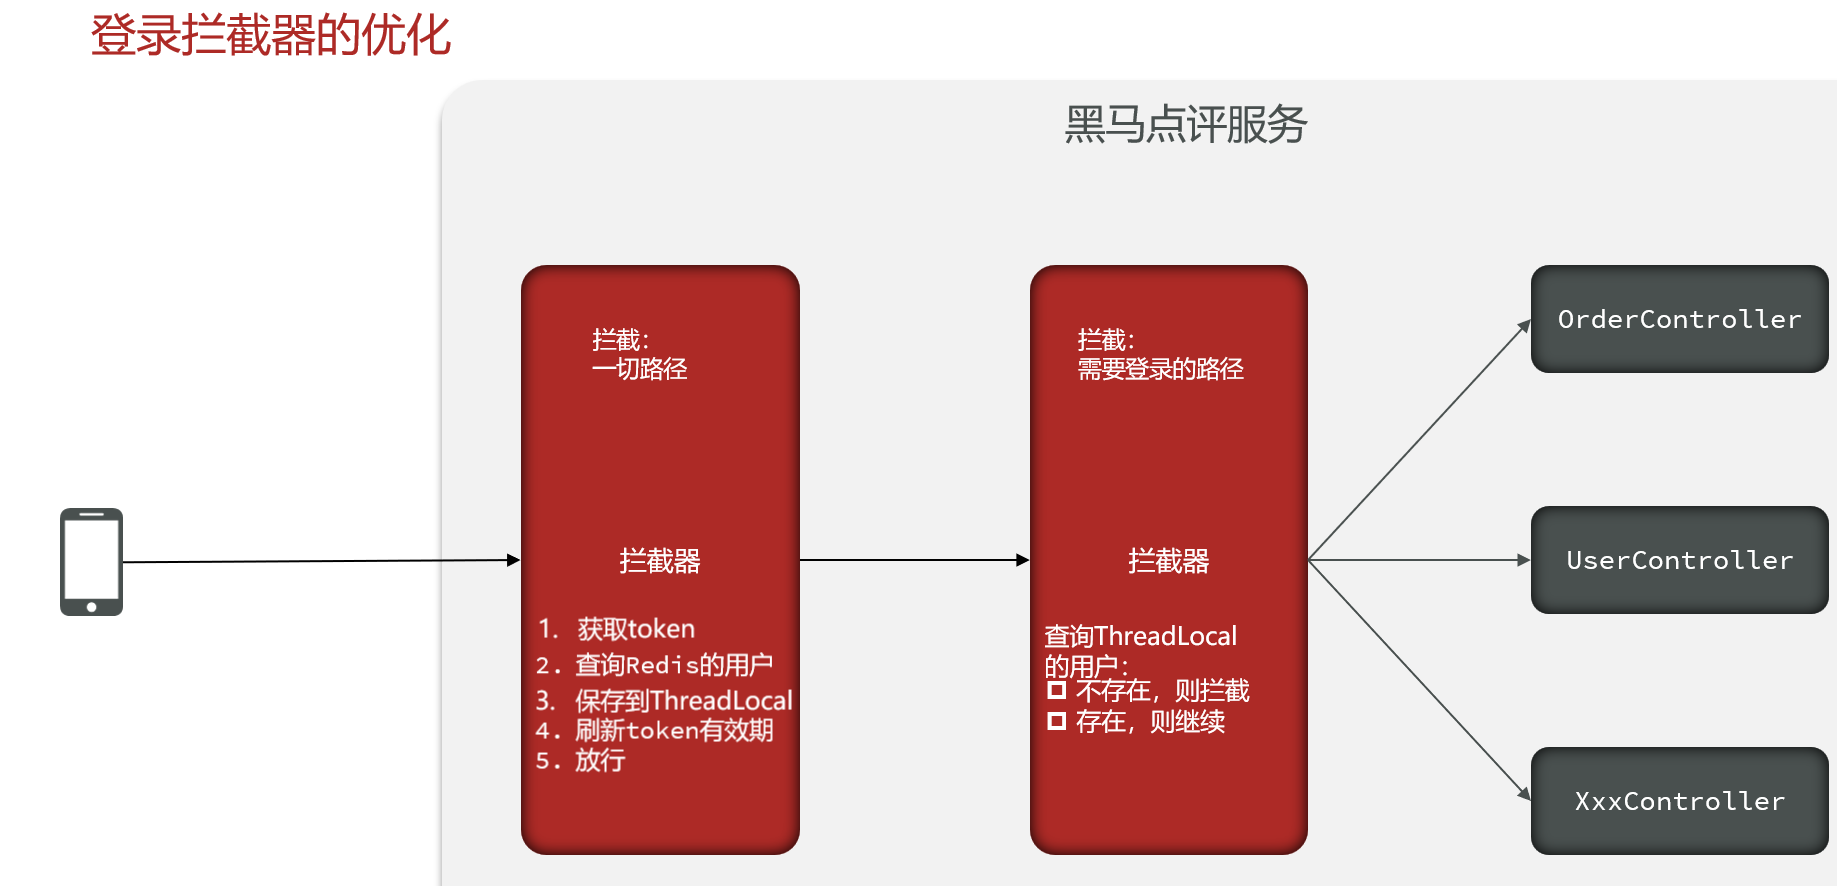 登录拦截器的优化
黑马点评服务
拦截：
一切路径
拦截器
1. 获取token
2. 查询Redis的用户
3. 保存到ThreadLocal
4. 刷新token有效期
5. 放行
拦截：
需要登录的路径
拦截器
查询ThreadLocal
的用户：
不存在，则拦截
存在，则继续
OrderController
UserController
XxxController